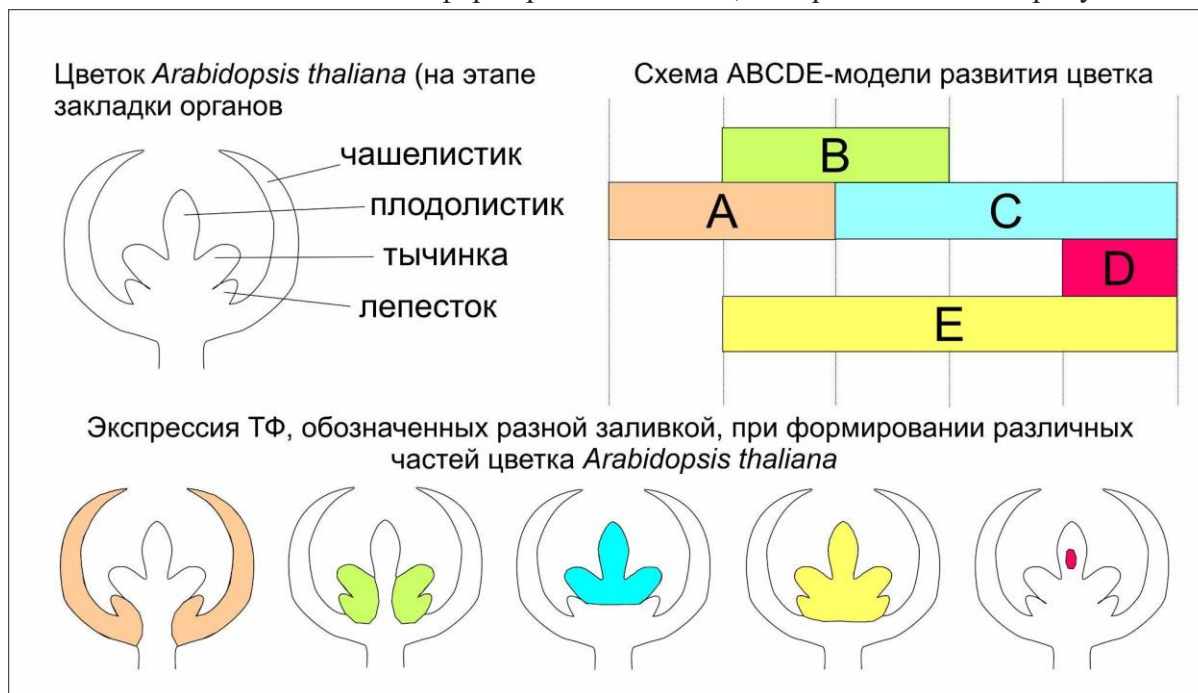 Цветок Arabidopsis thaliana (на этапе
закладки органов
чашелистик
плодолистик
тычинка
лепесток
Схема ABCDE-модели развития цветка
B
A
C
D
E
Экспрессия ТФ, обозначенных разной заливкой, при формировании различных
частей цветка Arabidopsis thaliana